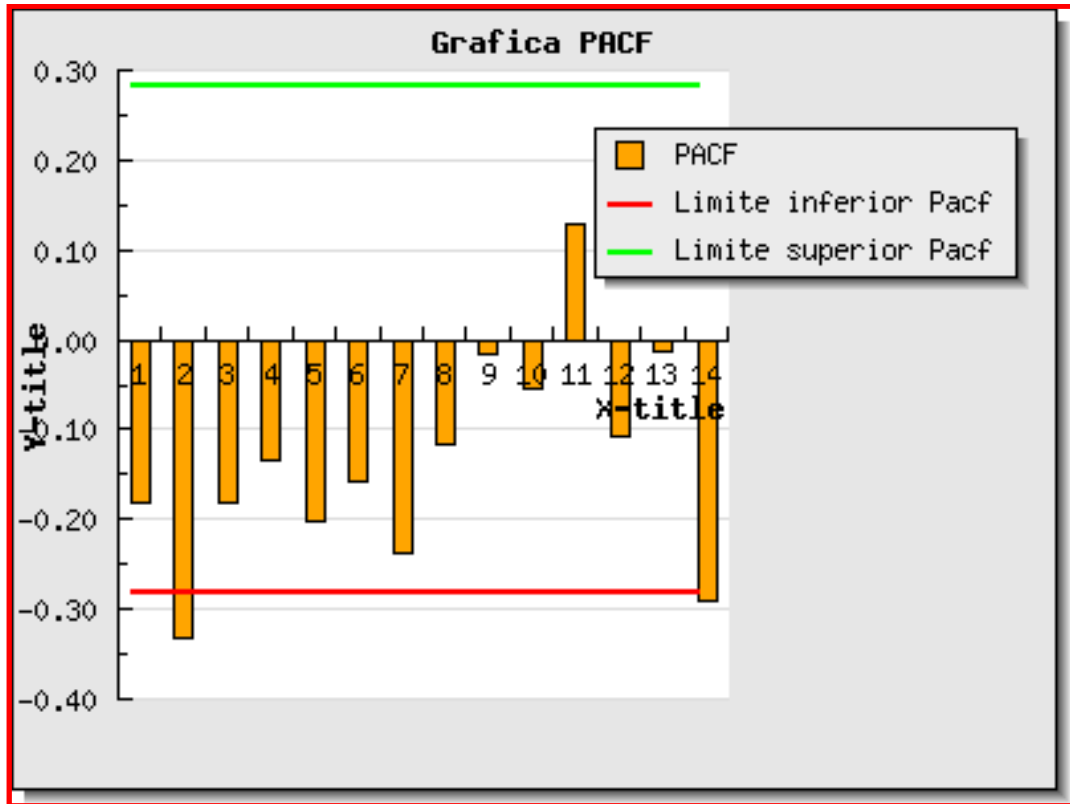 Grafica PACF
0.30
0.20
0.10
0.00
-0.10
-0.20
-0.30
-0.40
Y-title
1 2 3 4 5 6 7 8 9 10 11 12 13 14
X-title
PACF
Limite inferior Pacf
Limite superior Pacf